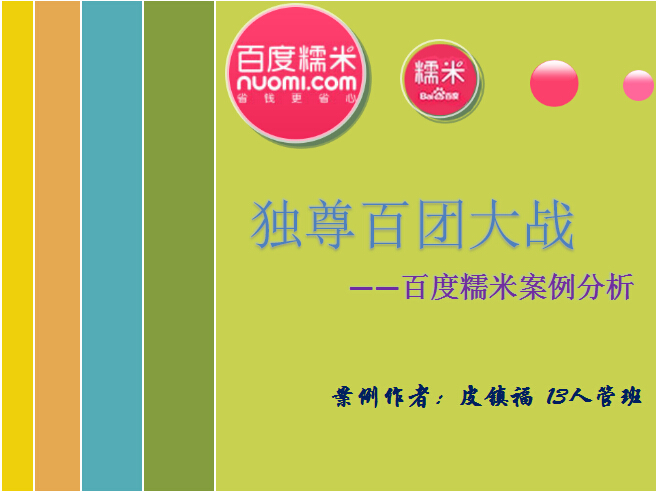 百度糯米
nuomi.com
省钱更省心
糯米
Bai百度
独尊百团大战
——百度糯米案例分析
案例作者：皮镇福 13人管班